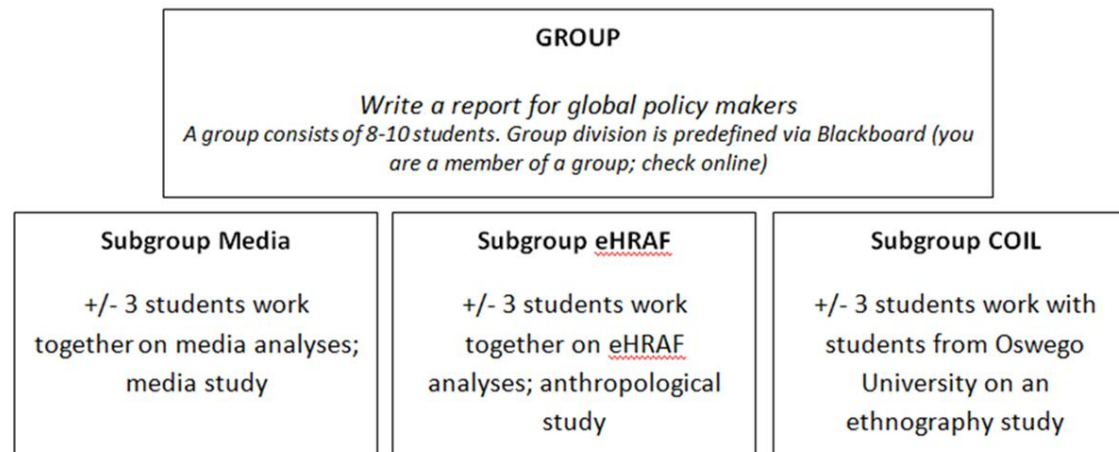 GROUP
Write a report for global policy makers
A group consists of 8-10 students. Group division is predefined via Blackboard (you
are a member of a group; check online)
Subgroup Media
+/- 3 students work
together on media analyses;
media study
Subgroup eHRAF
+/- 3 students work
together on eHRAF
analyses; anthropological
study
Subgroup COIL
+/- 3 students work with
students from Oswego
University on an
ethnography study